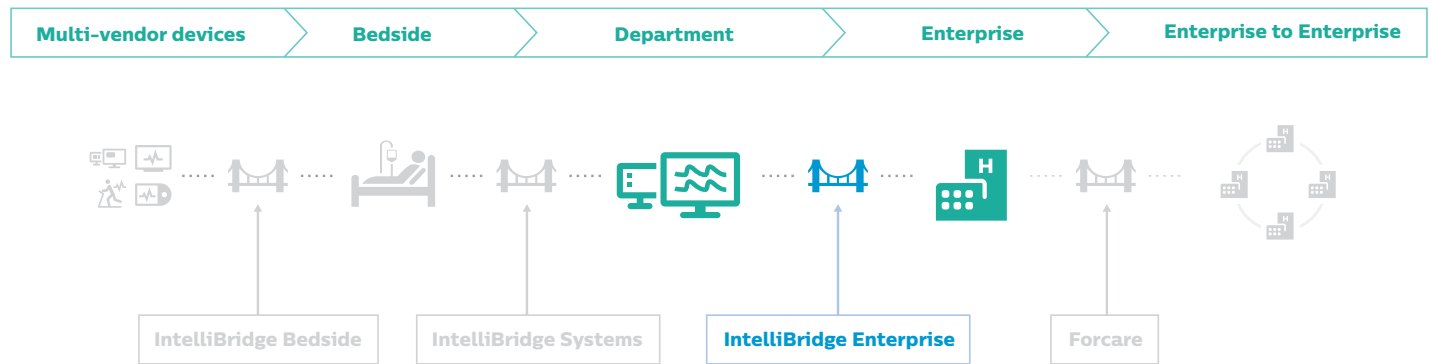 Multi-vendor devices
Bedside
Department
Enterprise
Enterprise to Enterprise
H
H
H
H
H
IntelliBridge Bedside
IntelliBridge Systems
IntelliBridge Enterprise
Forcare